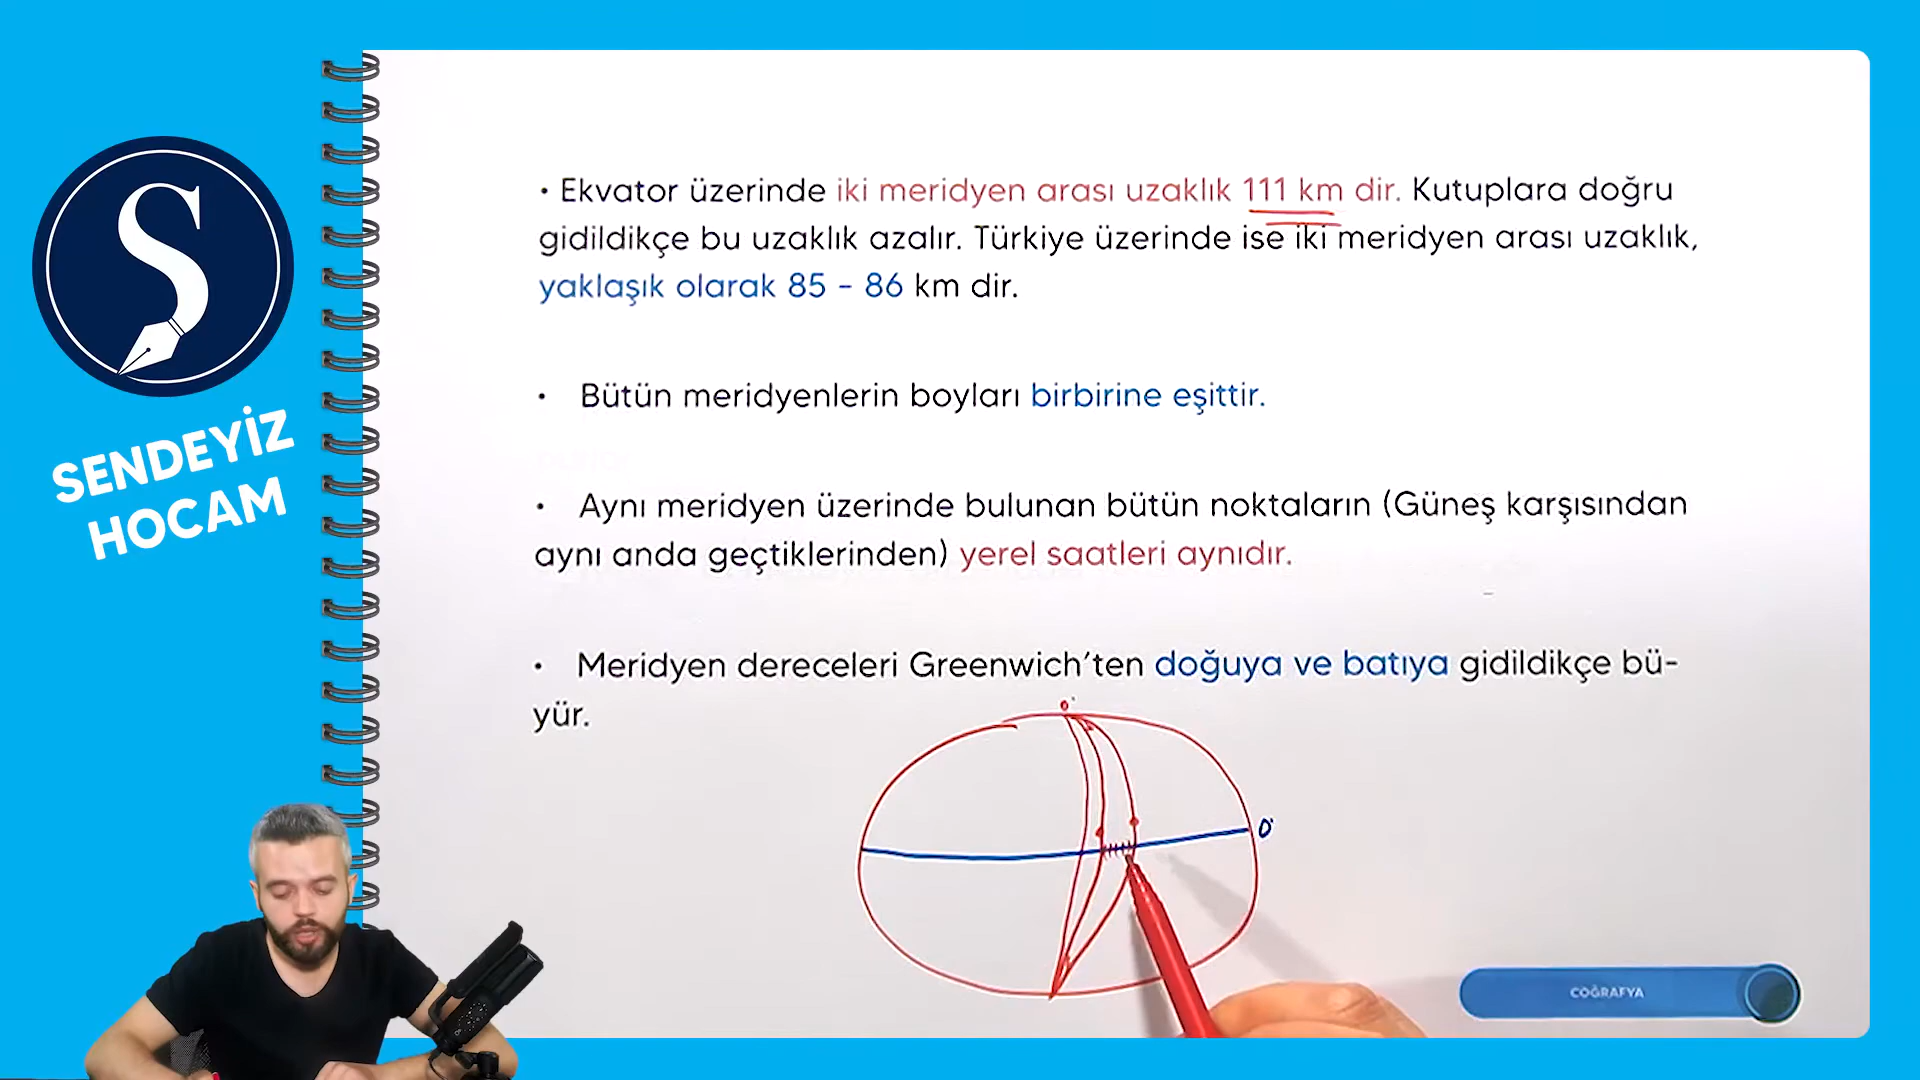 SENDEYİZ
HOCAM
• Ekvator üzerinde iki meridyen arası uzaklık 111 km dir. Kutuplara doğru
gidildikçe bu uzaklık azalır. Türkiye üzerinde ise iki meridyen arası uzaklık,
yaklaşık olarak 85 - 86 km dir.
• Bütün meridyenlerin boyları birbirine eşittir.
• Aynı meridyen üzerinde bulunan bütün noktaların (Güneş karşısından
aynı anda geçtiklerinden) yerel saatleri aynıdır.
• Meridyen dereceleri Greenwich'ten doğuya ve batıya gidildikçe bü-
yür.
0°
0°
COĞRAFYA